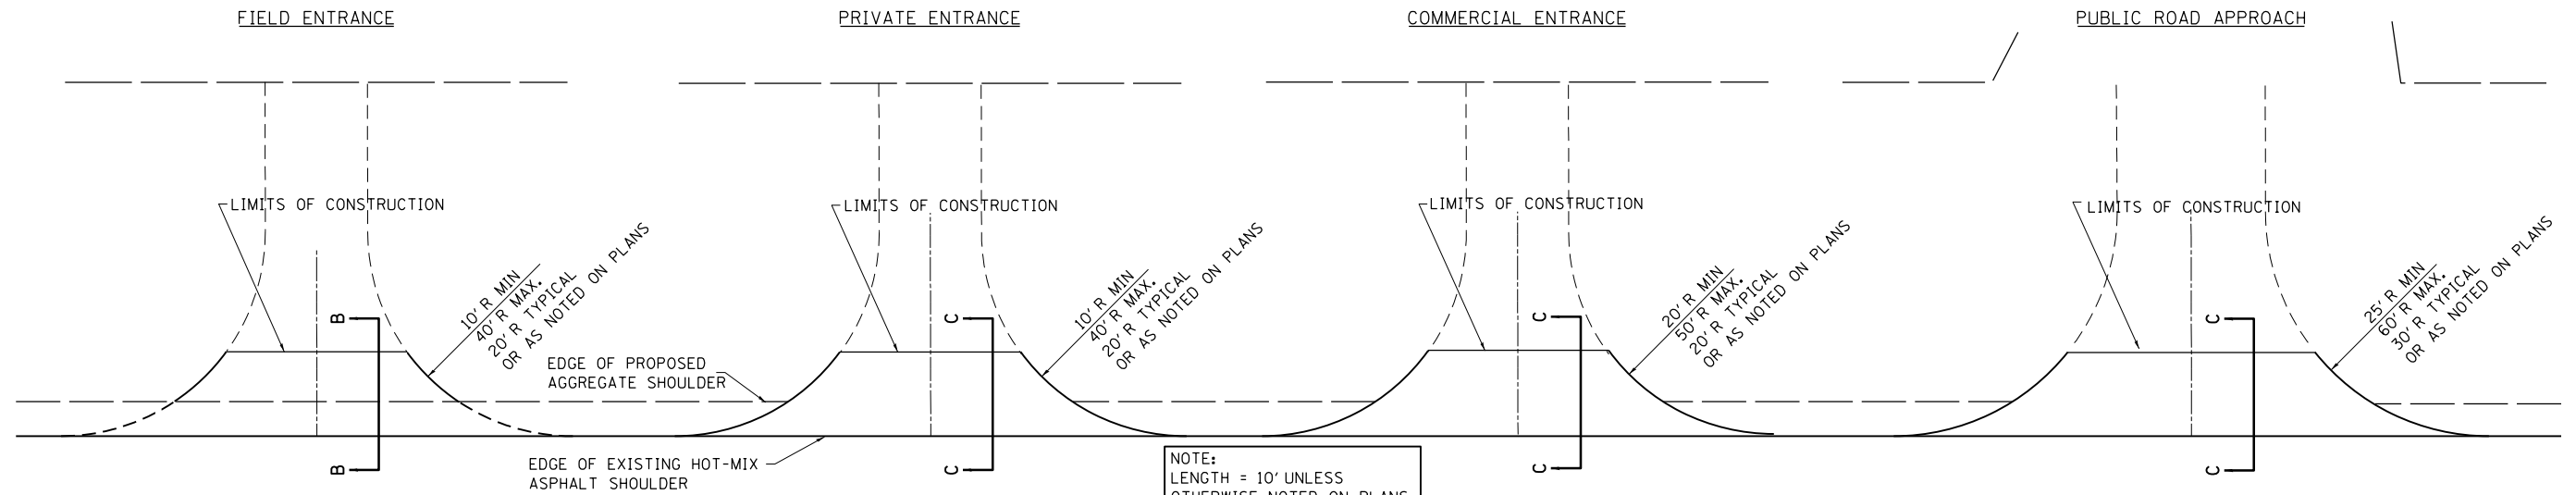 FIELD ENTRANCE
PRIVATE ENTRANCE
COMMERCIAL ENTRANCE
PUBLIC ROAD APPROACH
LIMITS OF CONSTRUCTION
LIMITS OF CONSTRUCTION
LIMITS OF CONSTRUCTION
LIMITS OF CONSTRUCTION
10' R MIN
40' R MAX.
20' R TYPICAL
OR AS NOTED ON PLANS
10' R MIN
40' R MAX.
20' R TYPICAL
OR AS NOTED ON PLANS
20' R MIN
50' R MAX.
20' R TYPICAL
OR AS NOTED ON PLANS
25' R MIN
60' R MAX.
30' R TYPICAL
OR AS NOTED ON PLANS
B
C
C
C
EDGE OF PROPOSED
AGGREGATE SHOULDER
B
C
C
C
EDGE OF EXISTING HOT-MIX
ASPHALT SHOULDER
NOTE:
LENGTH = 10' UNLESS
OTHERWISE NOTED ON PLANS